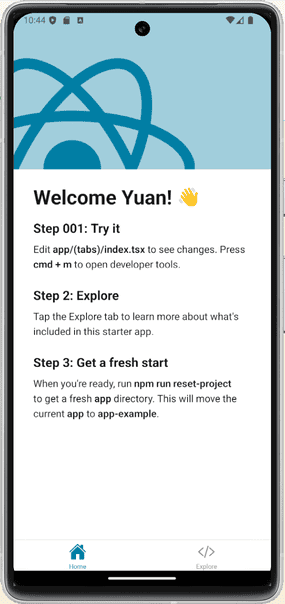 10:44
Welcome Yuan! 👋
Step 001: Try it
Edit app/(tabs)/index.tsx to see changes. Press
cmd + m to open developer tools.
Step 2: Explore
Tap the Explore tab to learn more about what's
included in this starter app.
Step 3: Get a fresh start
When you're ready, run npm run reset-project
to get a fresh app directory. This will move the
current app to app-example.
Home
Explore